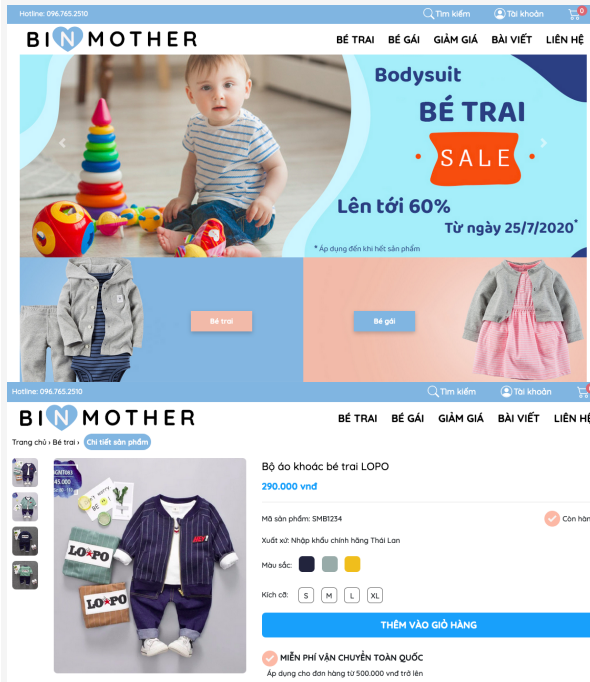 Hotline: 096.765.2510
Tìm kiếm
Tài khoản
0
BINMOTHER
BÉ TRAI
BÉ GÁI
GIẢM GIÁ
BÀI VIẾT
LIÊN HỆ
Bodysuit
BÉ TRAI
SALE
Lên tới 60%
Từ ngày 25/7/2020*
* Áp dụng đến khi hết sản phẩm
Bé trai
Bé gái
Hotline: 096.765.2510
Tìm kiếm
Tài khoản
BINMOTHER
BÉ TRAI
BÉ GÁI
GIẢM GIÁ
BÀI VIẾT
LIÊN HỆ
Trang chủ › Bé trai › Chi tiết sản phẩm
Bộ áo khoác bé trai LOPO
290.000 vnđ
Mã sản phẩm: SMB1234
Còn hàn
Xuất xứ: Nhập khẩu chính hãng Thái Lan
Màu sắc:
Kích cỡ:
S
M
L
XL
THÊM VÀO GIỎ HÀNG
MIỄN PHÍ VẬN CHUYỂN TOÀN QUỐC
Áp dụng cho đơn hàng từ 500.000 vnđ trở lên
45.000
LOPO
LOPO